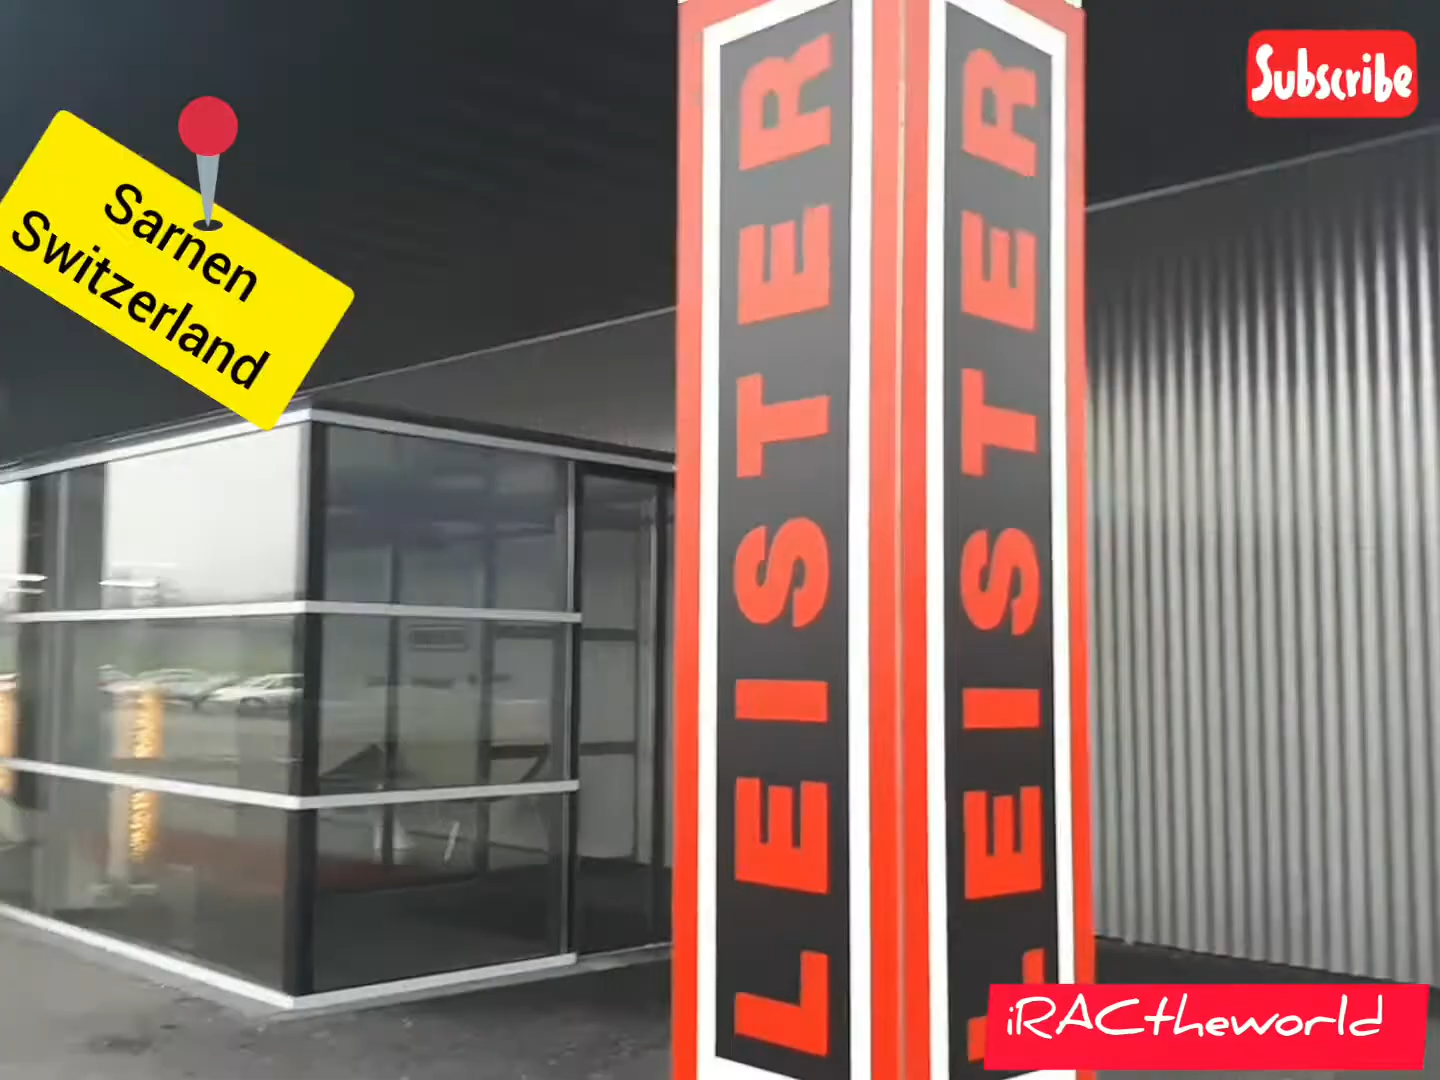 Subscribe
Sarnen
Switzerland
LEISTER
LEISTER
iRACtheworld